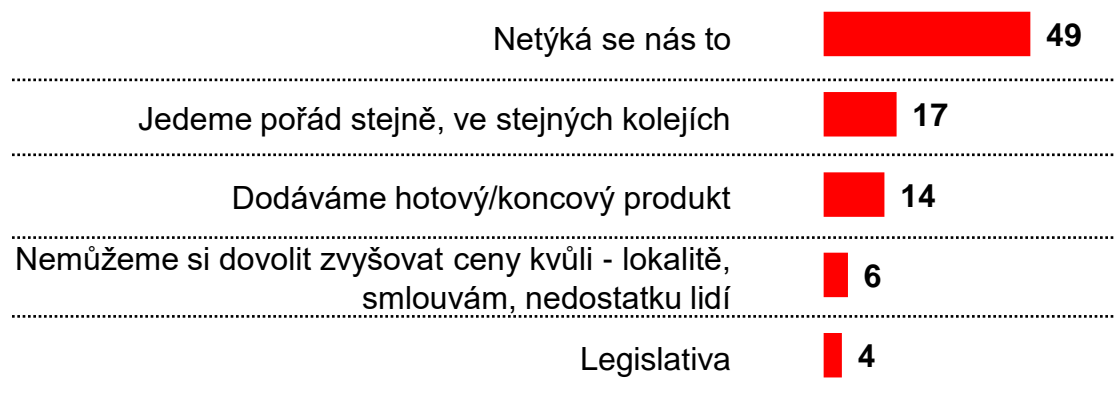 Netýká se nás to 49
Jedeme pořád stejně, ve stejných kolejích 17
Dodáváme hotový/koncový produkt 14
Nemůžeme si dovolit zvyšovat ceny kvůli - lokalitě,
smlouvám, nedostatku lidí 6
Legislativa 4